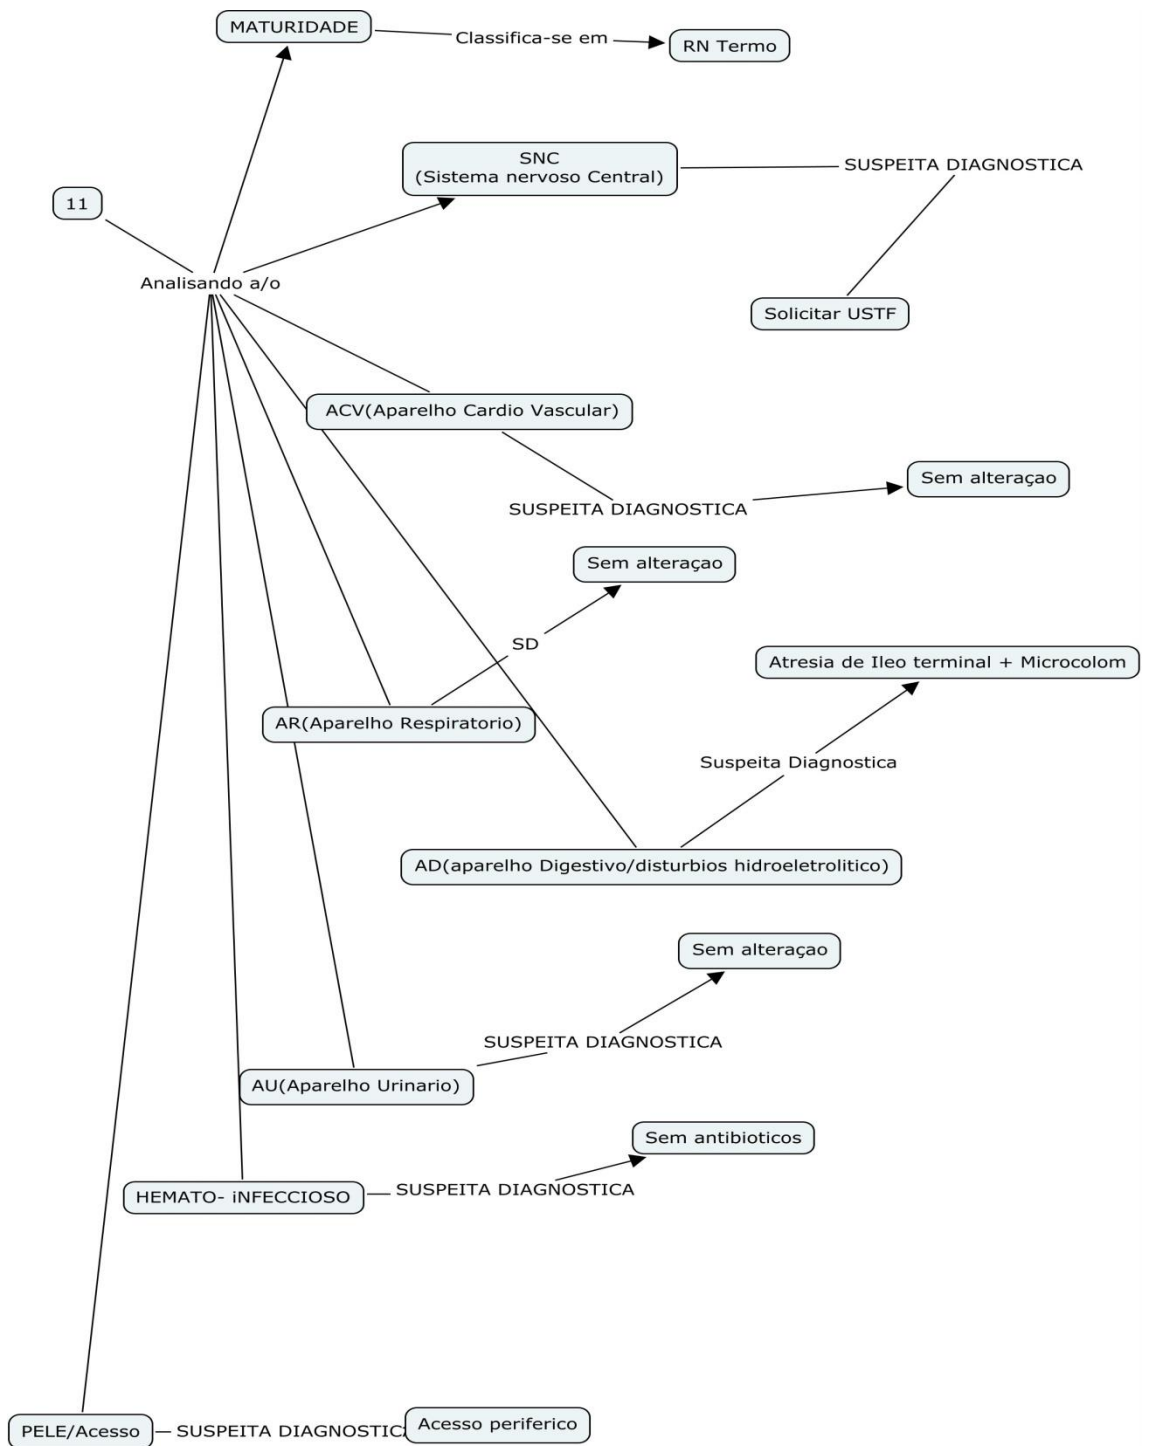 MATURIDADE
Classifica-se em
RN Termo
SNC
(Sistema nervoso Central)
SUSPEITA DIAGNOSTICA
11
Analisando a/o
Solicitar USTF
ACV(Aparelho Cardio Vascular)
Sem alteraçao
SUSPEITA DIAGNOSTICA
Sem alteraçao
SD
Atresia de Ileo terminal + Microcolom
AR(Aparelho Respiratorio)
Suspeita Diagnostica
AD(aparelho Digestivo/disturbios hidroeletrolitico)
Sem alteraçao
SUSPEITA DIAGNOSTICA
AU(Aparelho Urinario)
Sem antibioticos
HEMATO- iNFECCIOSO
SUSPEITA DIAGNOSTICA
PELE/Acesso
SUSPEITA DIAGNOSTIC
Acesso periferico